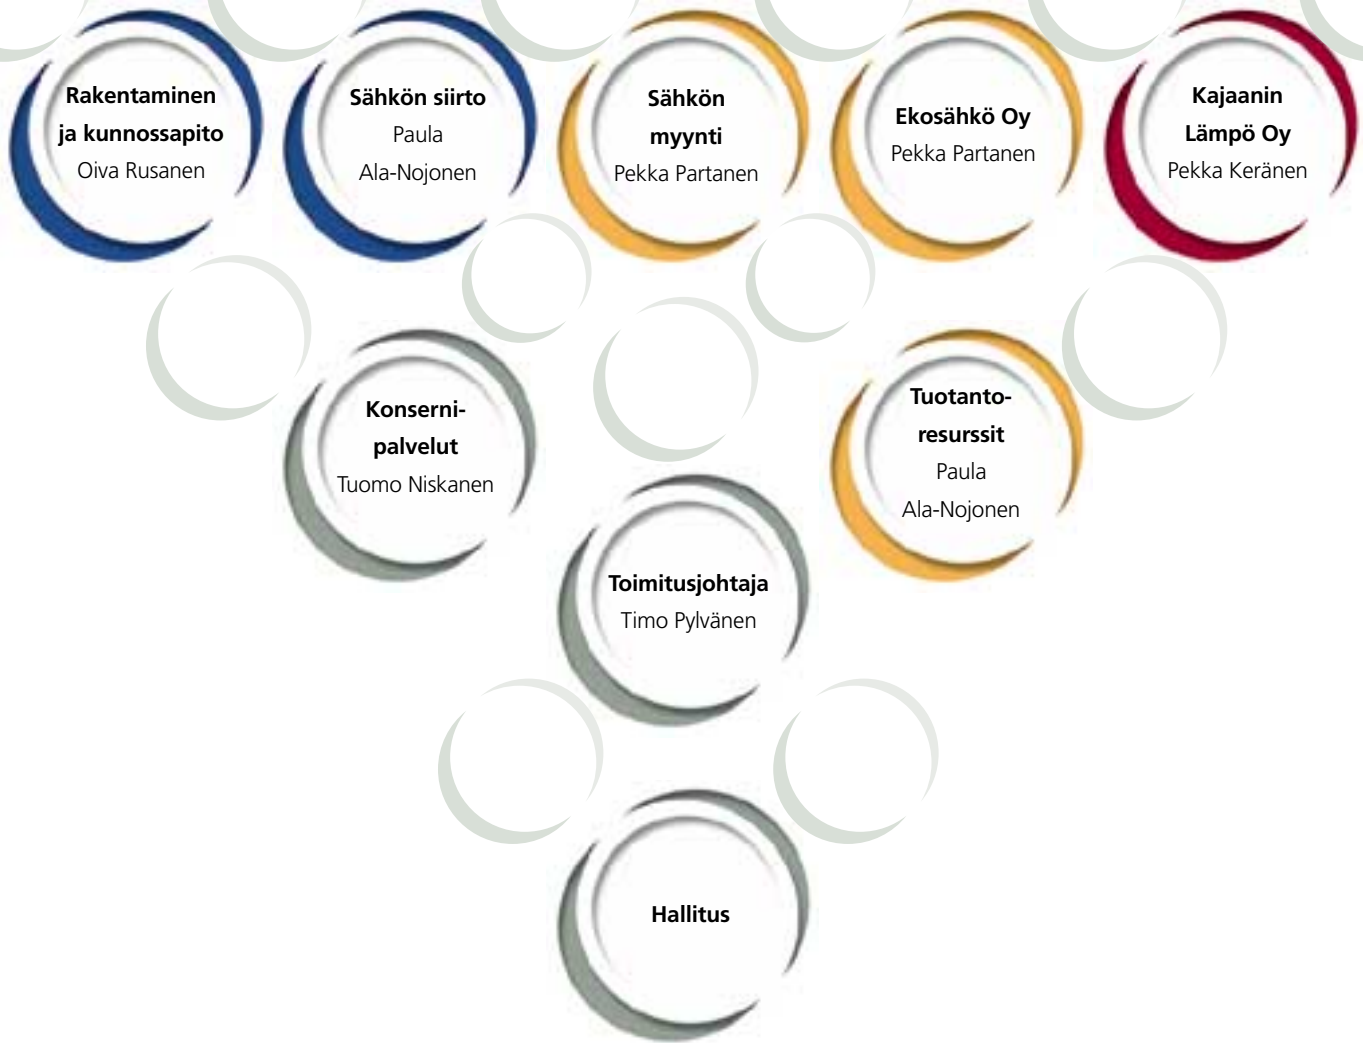 Rakentaminen
ja kunnossapito
Oiva Rusanen
Sähkön siirto
Paula
Ala-Nojonen
Sähkön
myynti
Pekka Partanen
Ekosähkö Oy
Pekka Partanen
Kajaanin
Lämpö Oy
Pekka Keränen
Konserni-
palvelut
Tuomo Niskanen
Tuotanto-
resurssit
Paula
Ala-Nojonen
Toimitusjohtaja
Timo Pylvänen
Hallitus